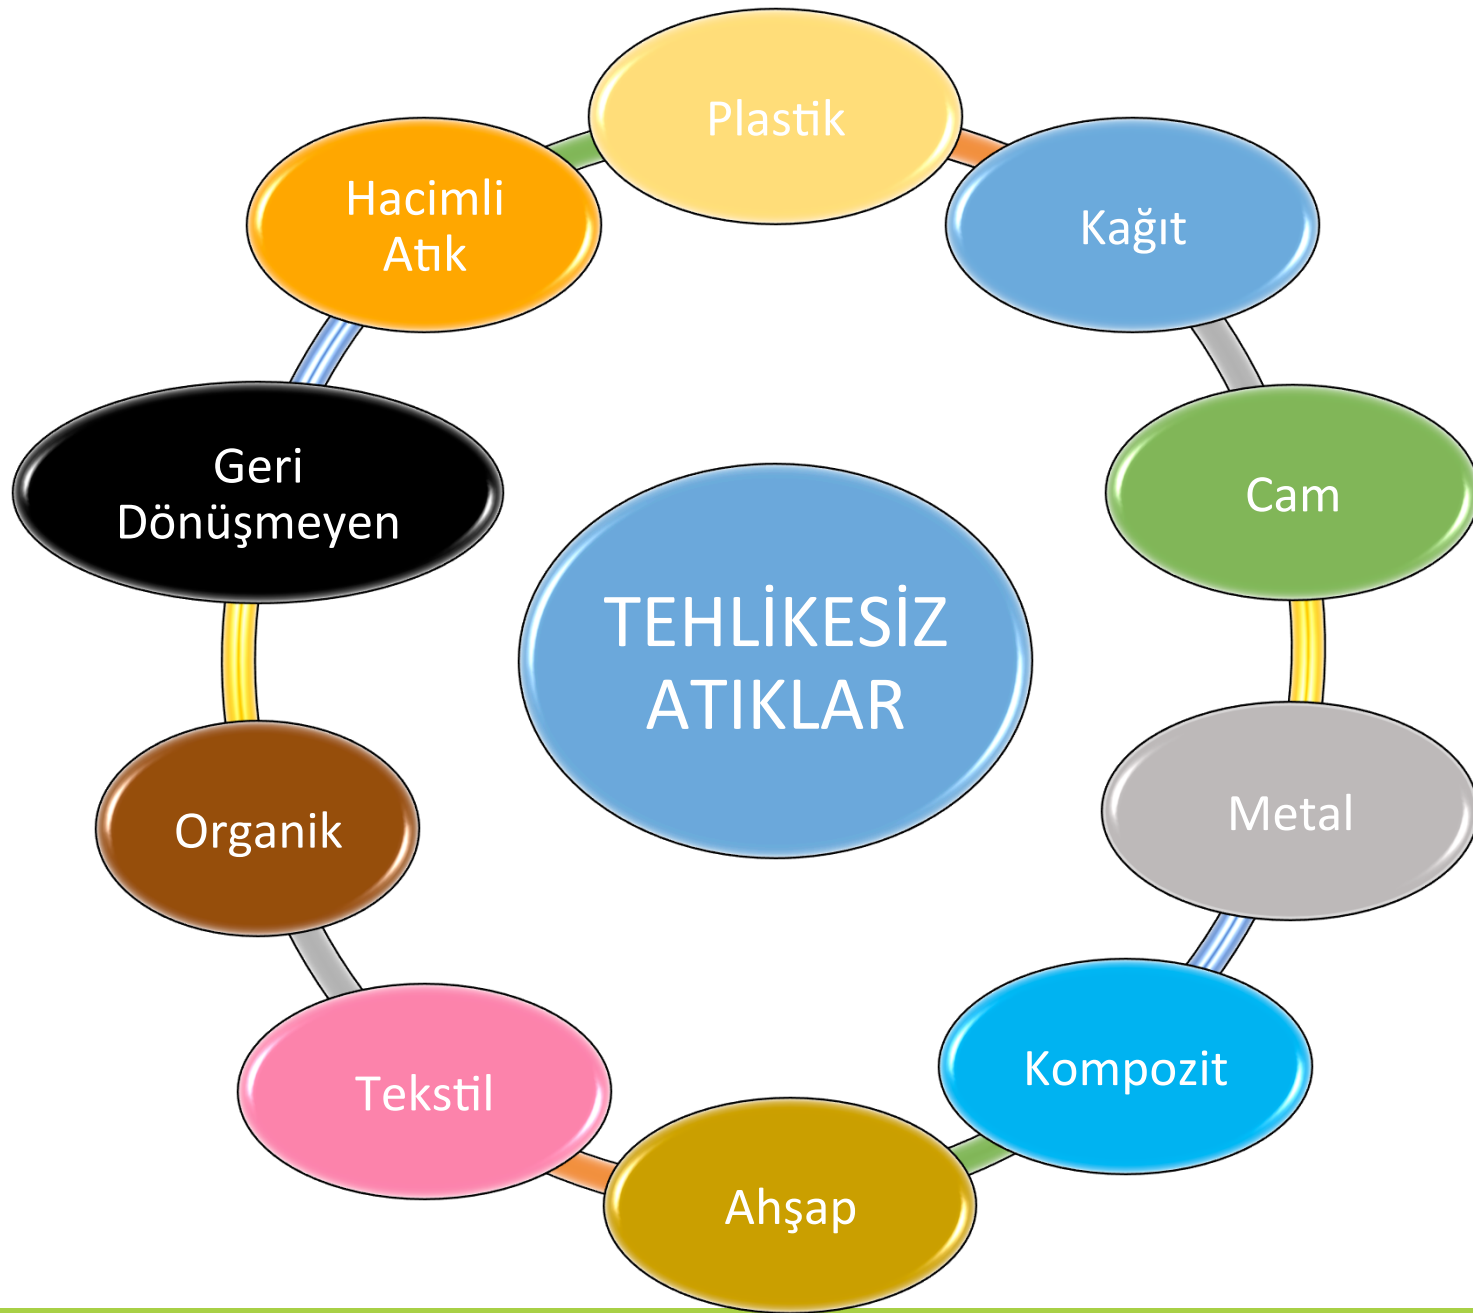 Plastik
Kağıt
Cam
Metal
Kompozit
Ahşap
Tekstil
Organik
Geri
Dönüşmeyen
Hacimli
Atık
TEHLİKESİZ
ATIKLAR